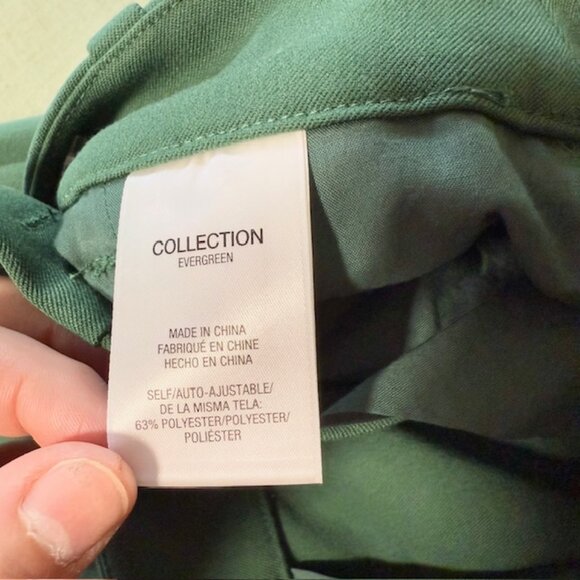 COLLECTION
EVERGREEN
MADE IN CHINA
FABRIQUÉ EN CHINE
HECHO EN CHINA
SELF/AUTO-AJUSTABLE/
DE LA MISMA TELA:
63% POLYESTER/POLYESTER/
POLIÉSTER